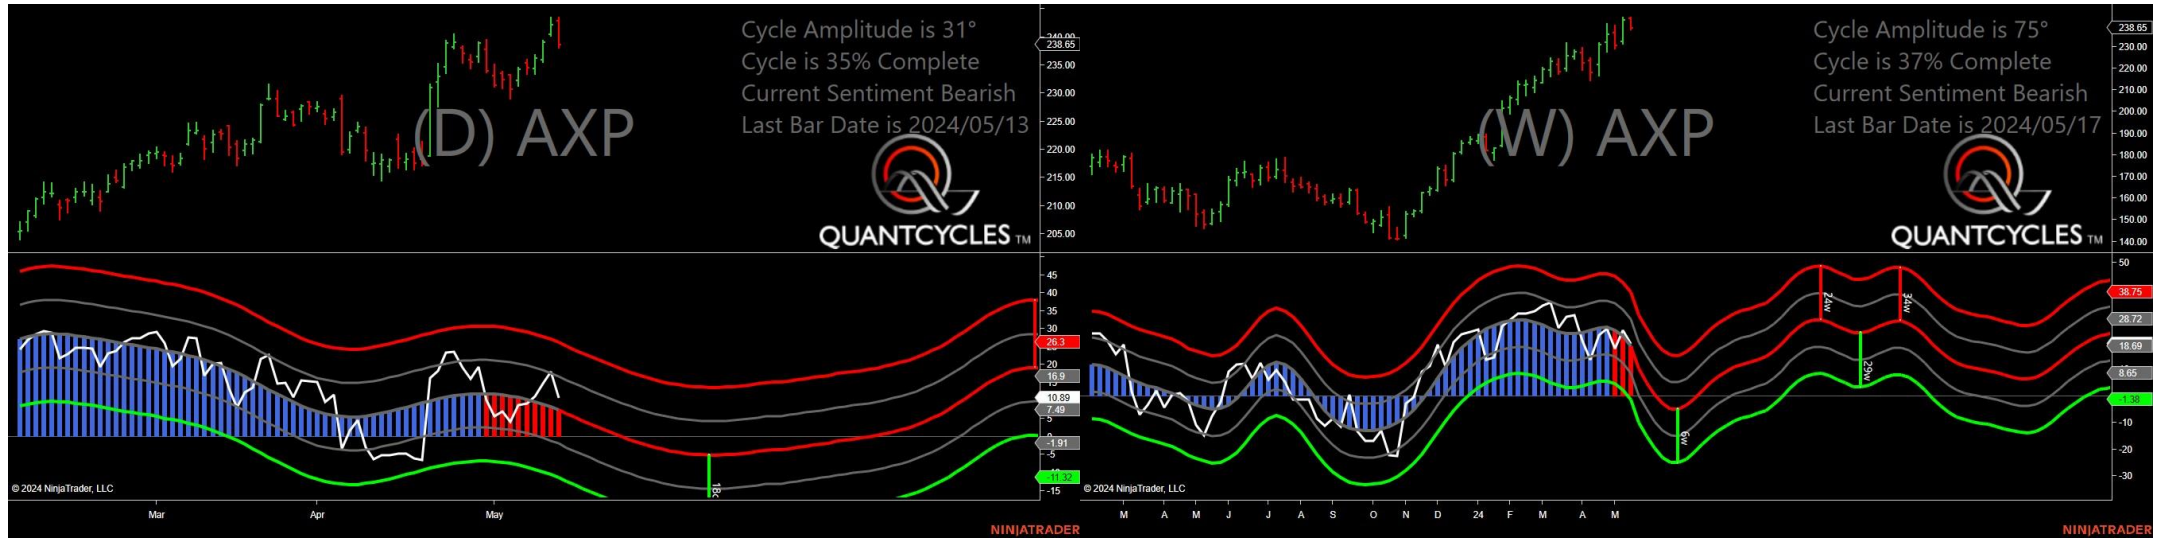 Cycle Amplitude is 31°
Cycle is 35% Complete
Current Sentiment Bearish
Last Bar Date is 2024/05/13
(D) AXP
QUANTCYCLES TM
240.00
238.65
235.00
230.00
225.00
220.00
215.00
210.00
205.00
45
40
35
30
26.3
20
16.9
10.89
7.49
5
-1.91
-5
-11.32
-15
© 2024 NinjaTrader, LLC
Mar
Apr
May
NINJATRADER
Cycle Amplitude is 75°
Cycle is 37% Complete
Current Sentiment Bearish
Last Bar Date is 2024/05/17
(W) AXP
QUANTCYCLES TM
238.65
230.00
220.00
210.00
200.00
190.00
180.00
170.00
160.00
150.00
140.00
24w
34w
29w
6w
50
38.75
28.72
18.69
8.65
-1.38
-10
-20
-30
© 2024 NinjaTrader, LLC
M A M J J A S O N D 24 F M A M
NINJATRADER